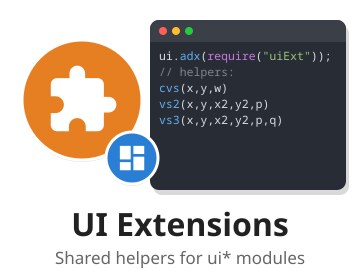 ui.adx(require("uiExt"));
// helpers:
cvs(x,y,w)
vs2(x,y,x2,y2,p)
vs3(x,y,x2,y2,p,q)
UI Extensions
Shared helpers for ui* modules